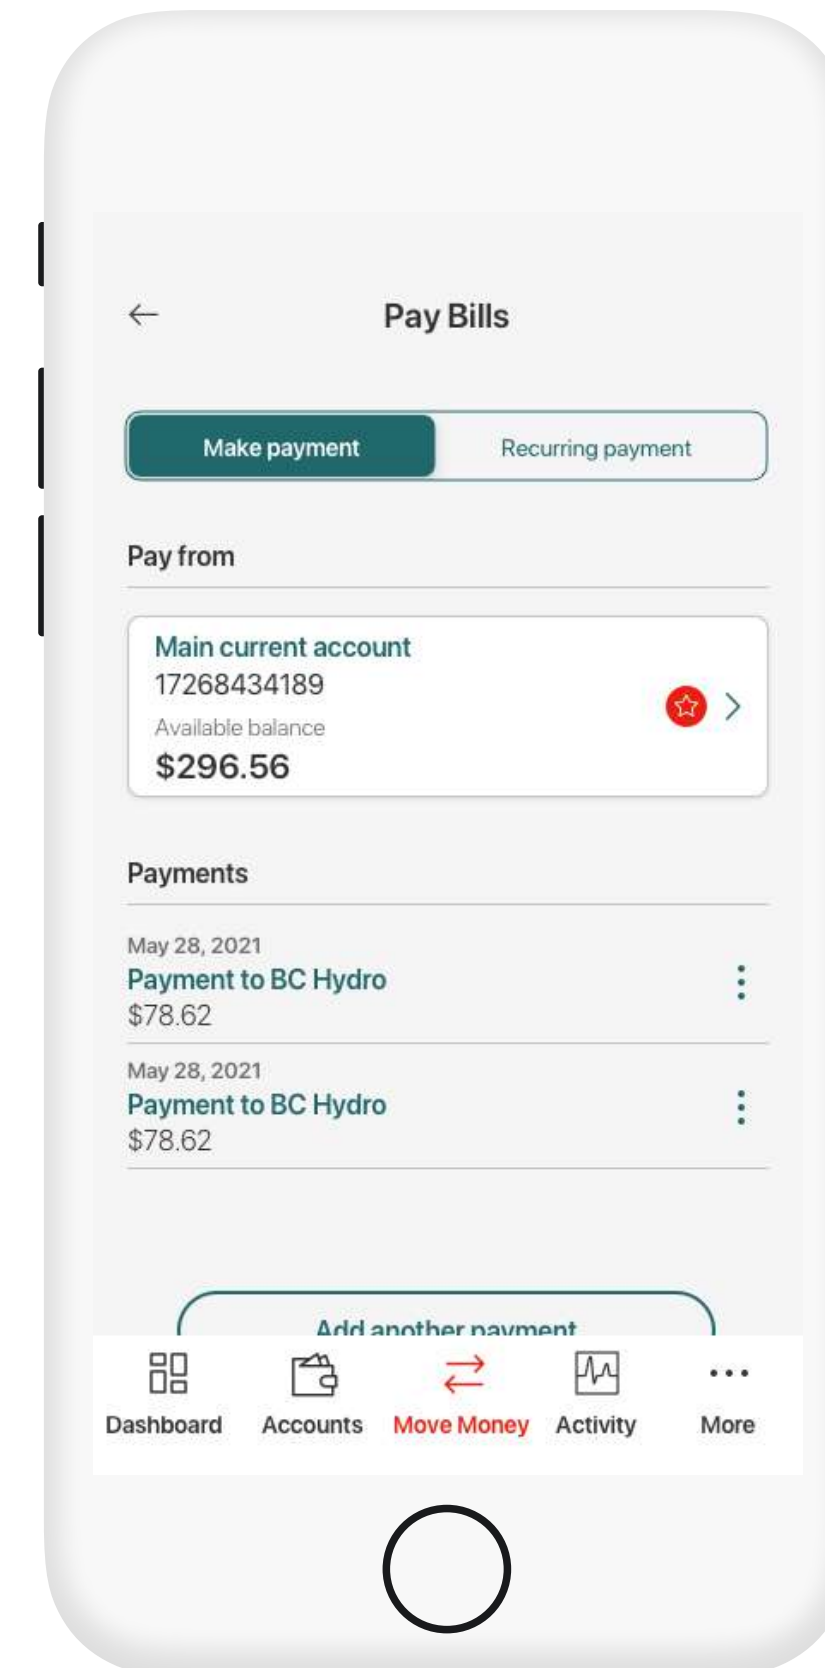 Pay Bills
Make payment
Recurring payment
Pay from
Main current account
17268434189
Available balance
$296.56
Payments
May 28, 2021
Payment to BC Hydro
$78.62
May 28, 2021
Payment to BC Hydro
$78.62
Add another payment
Dashboard
Accounts
Move Money
Activity
More